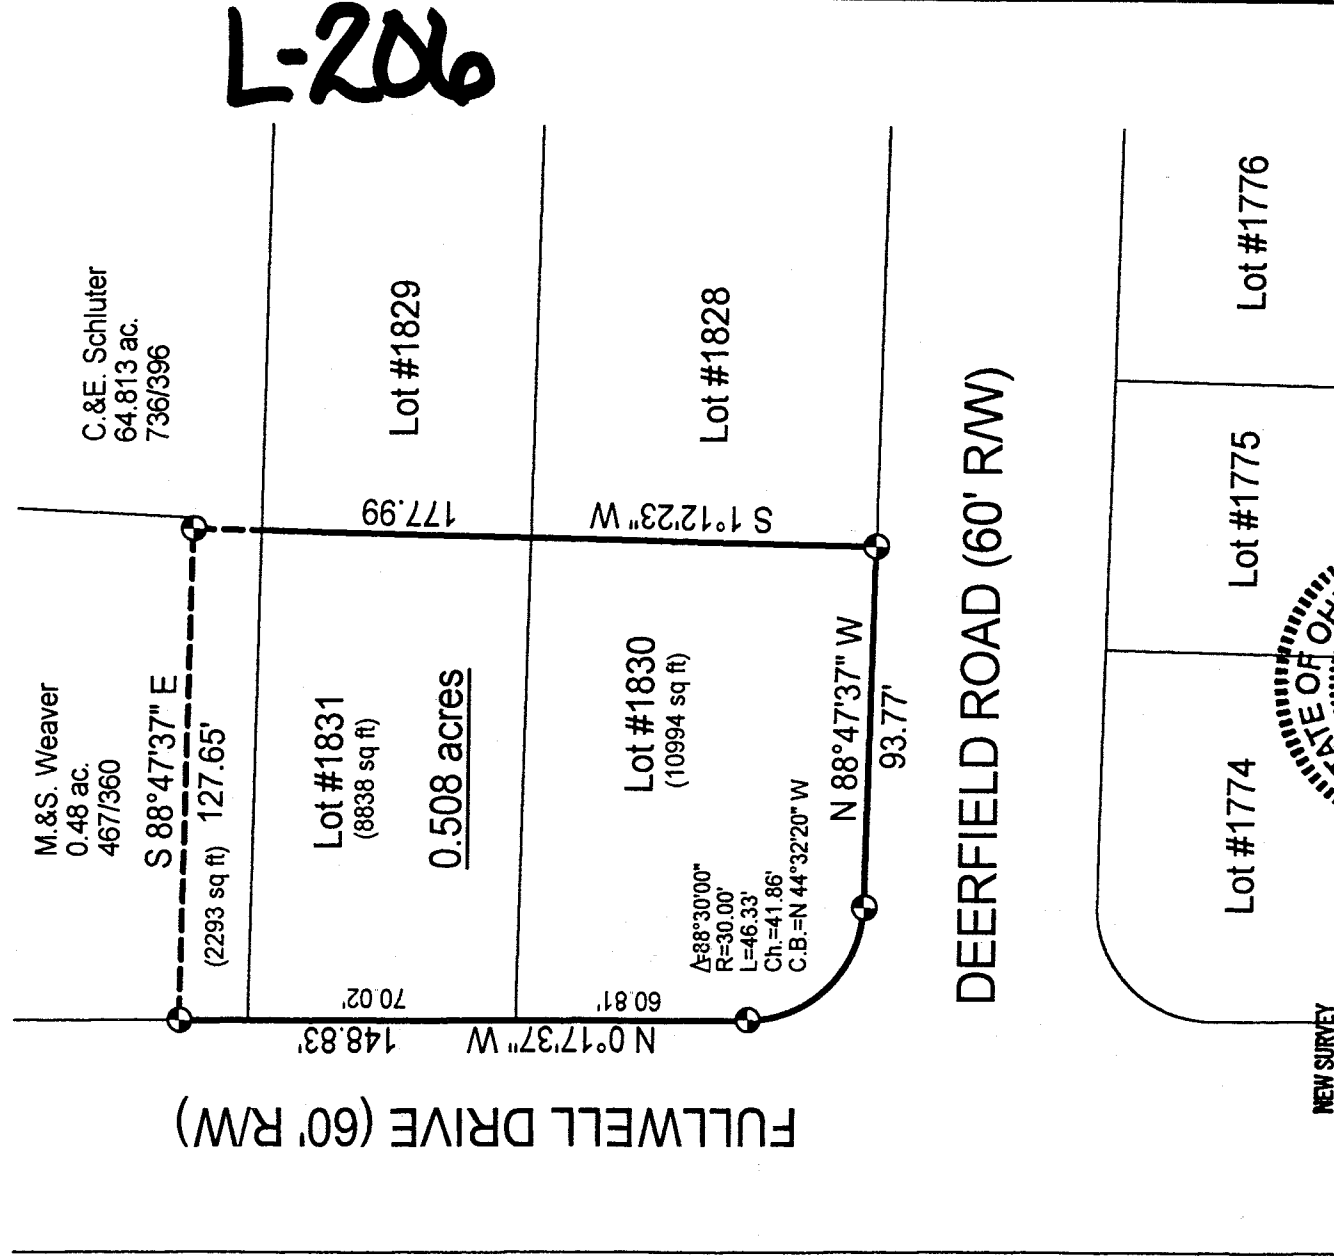 L-206
C.&E. Schluter
64.813 ac.
736/396
M.&S. Weaver
0.48 ac.
467/360
S 88°47'37" E
127.65'
(2293 sq ft)
Lot #1829
Lot #1828
177.99
S 1°12'23" W
Lot #1831
(8838 sq ft)
0.508 acres
Lot #1830
(10994 sq ft)
Δ=88°30'00"
R=30.00'
L=46.33'
Ch.=41.86'
C.B.=N 44°32'20" W
N 88°47'37" W
93.77'
70.02'
60.81'
N 0°17'37" W
148.83'
FULLWELL DRIVE (60' R/W)
DEERFIELD ROAD (60' R/W)
Lot #1776
Lot #1775
Lot #1774
NEW SURVEY